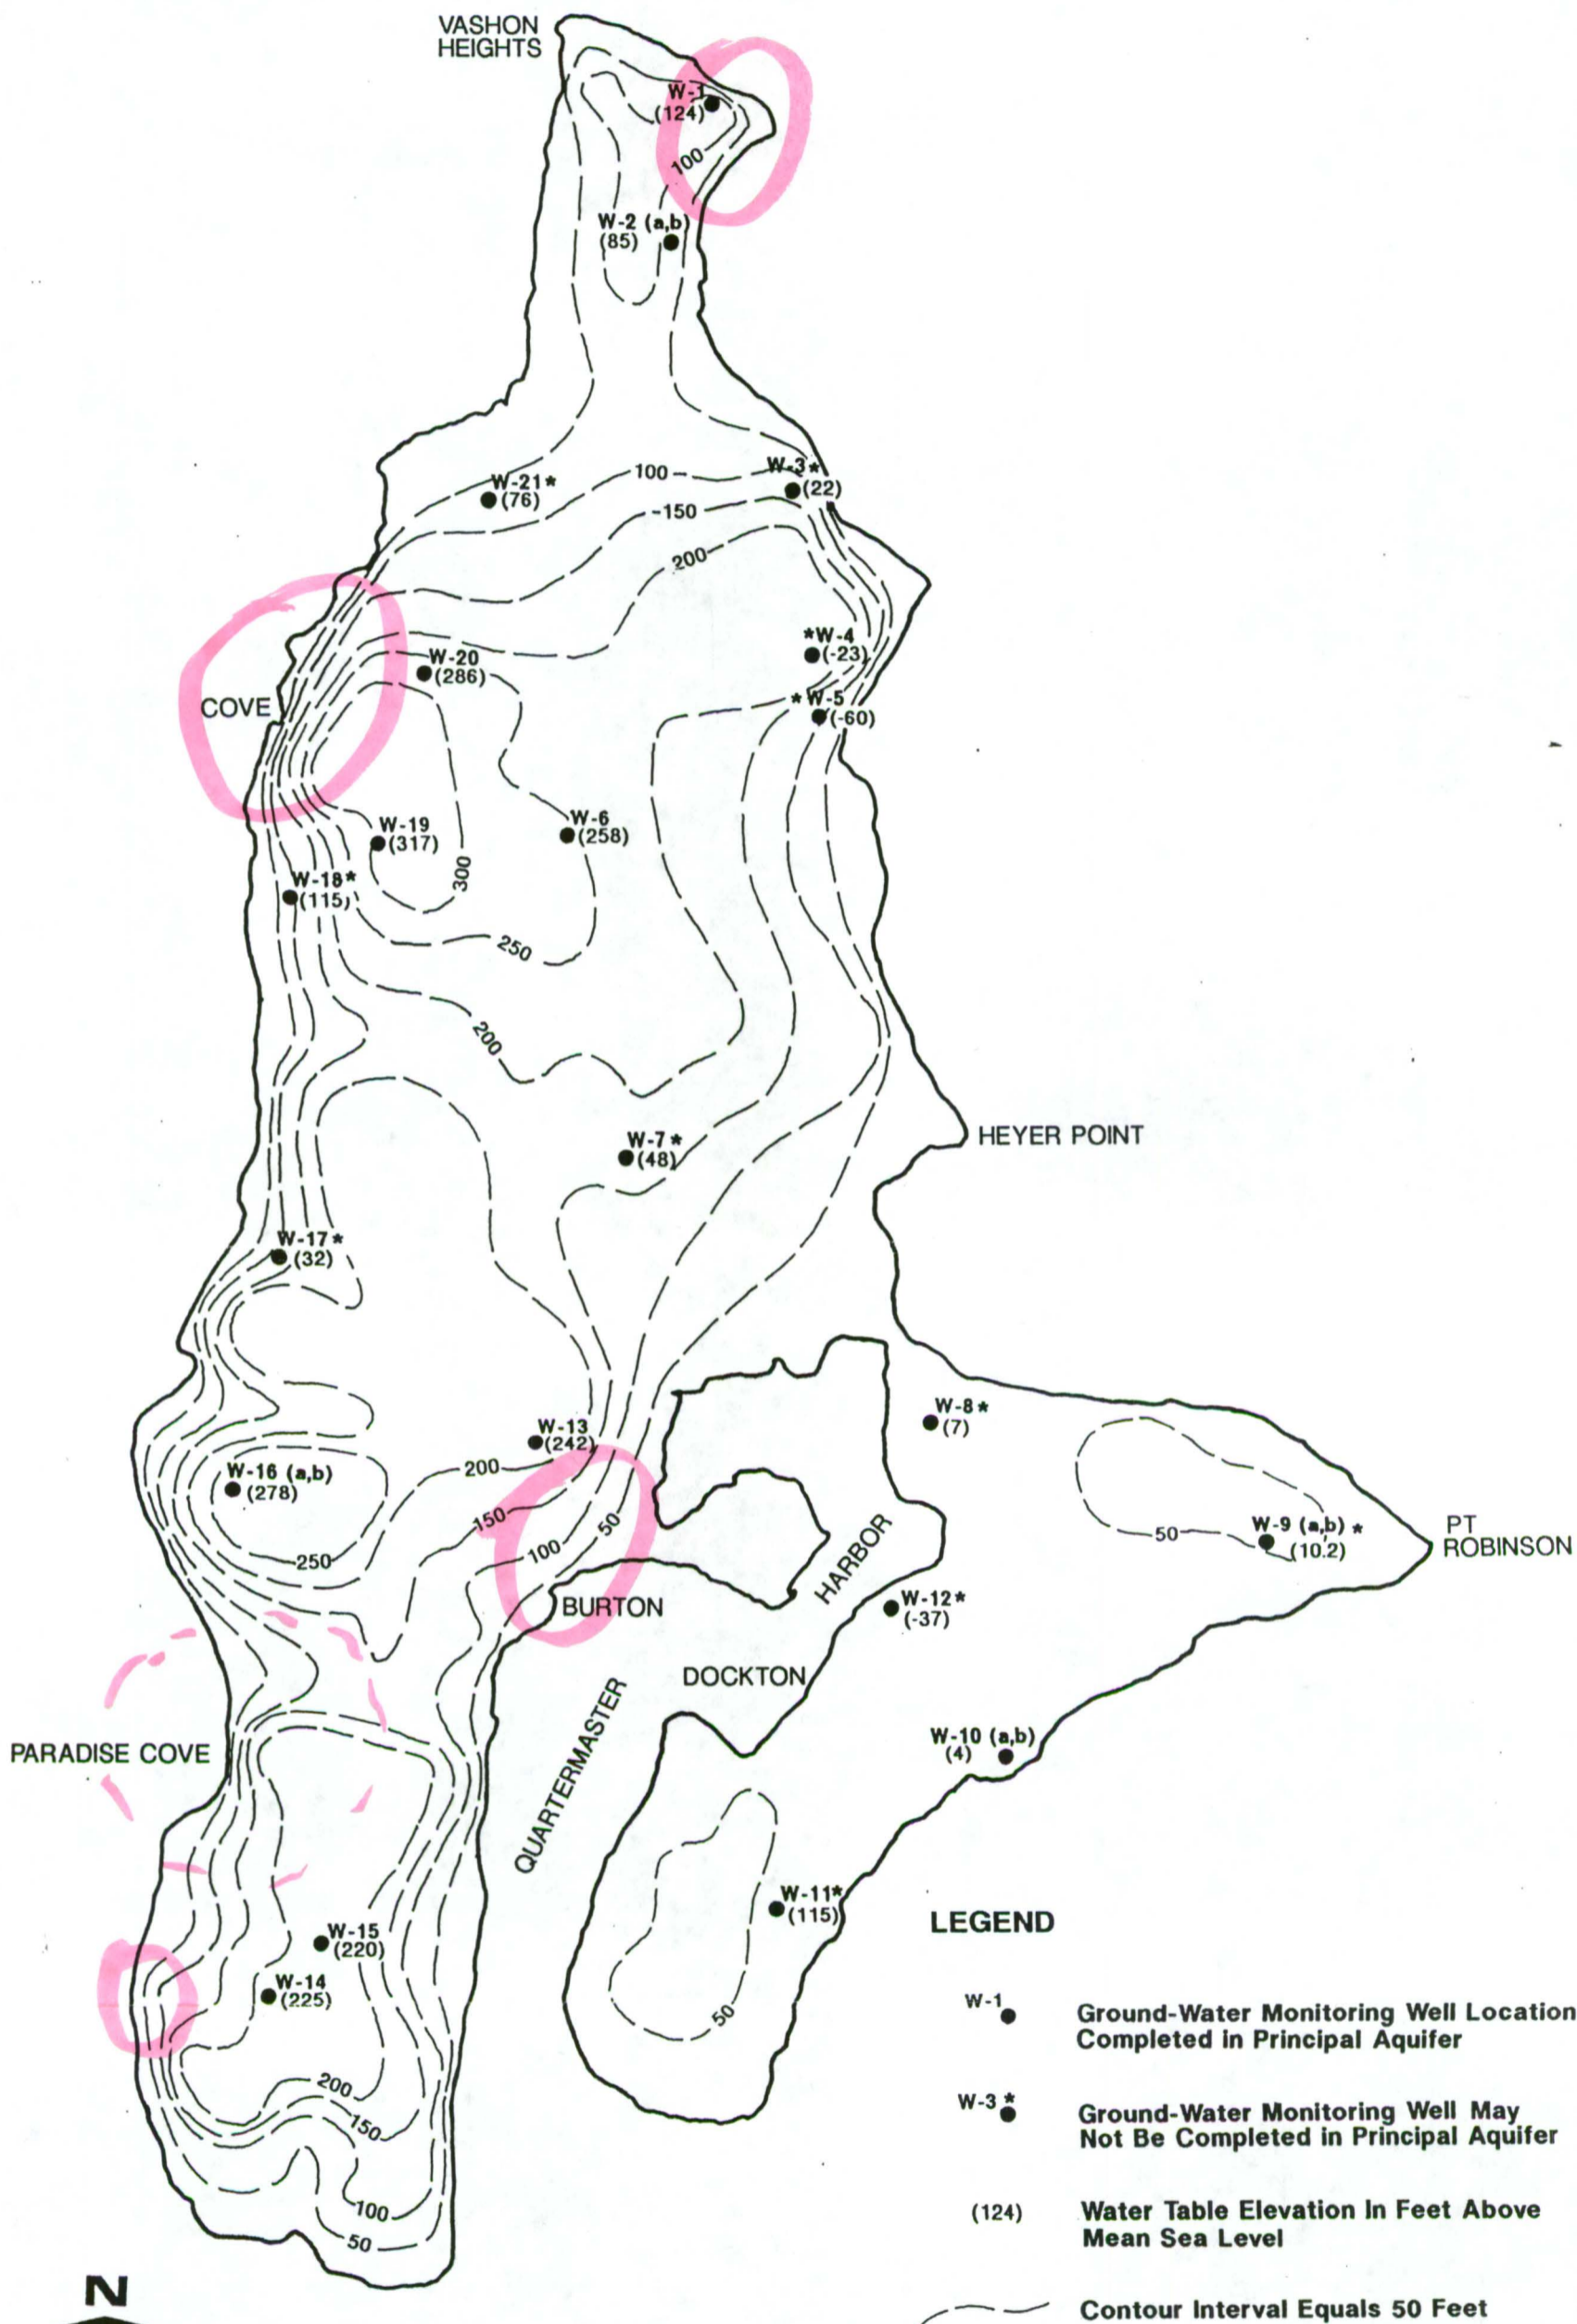 VASHON
HEIGHTS
W-1
(124)
100
W-2 (a,b)
(85)
100
W-3*
(22)
W-21*
(76)
150
200
*W-4
(-23)
W-20
(286)
*W-5
(-60)
COVE
W-19
(317)
W-6
(258)
300
W-18*
(115)
250
200
HEYER POINT
W-7*
(48)
W-17*
(32)
W-8*
(7)
W-13
(242)
200
W-16 (a,b)
(278)
150
50
100
250
50
W-9 (a,b) *
(10.2)
PT
ROBINSON
HARBOR
BURTON
W-12*
(-37)
DOCKTON
QUARTERMASTER
W-10 (a,b)
(4)
PARADISE COVE
W-11*
(115)
W-15
(220)
W-14
(225)
50
200
150
100
50
LEGEND
W-1
Ground-Water Monitoring Well Location
Completed in Principal Aquifer
W-3 *
Ground-Water Monitoring Well May
Not Be Completed in Principal Aquifer
(124)
Water Table Elevation In Feet Above
Mean Sea Level
Contour Interval Equals 50 Feet
N